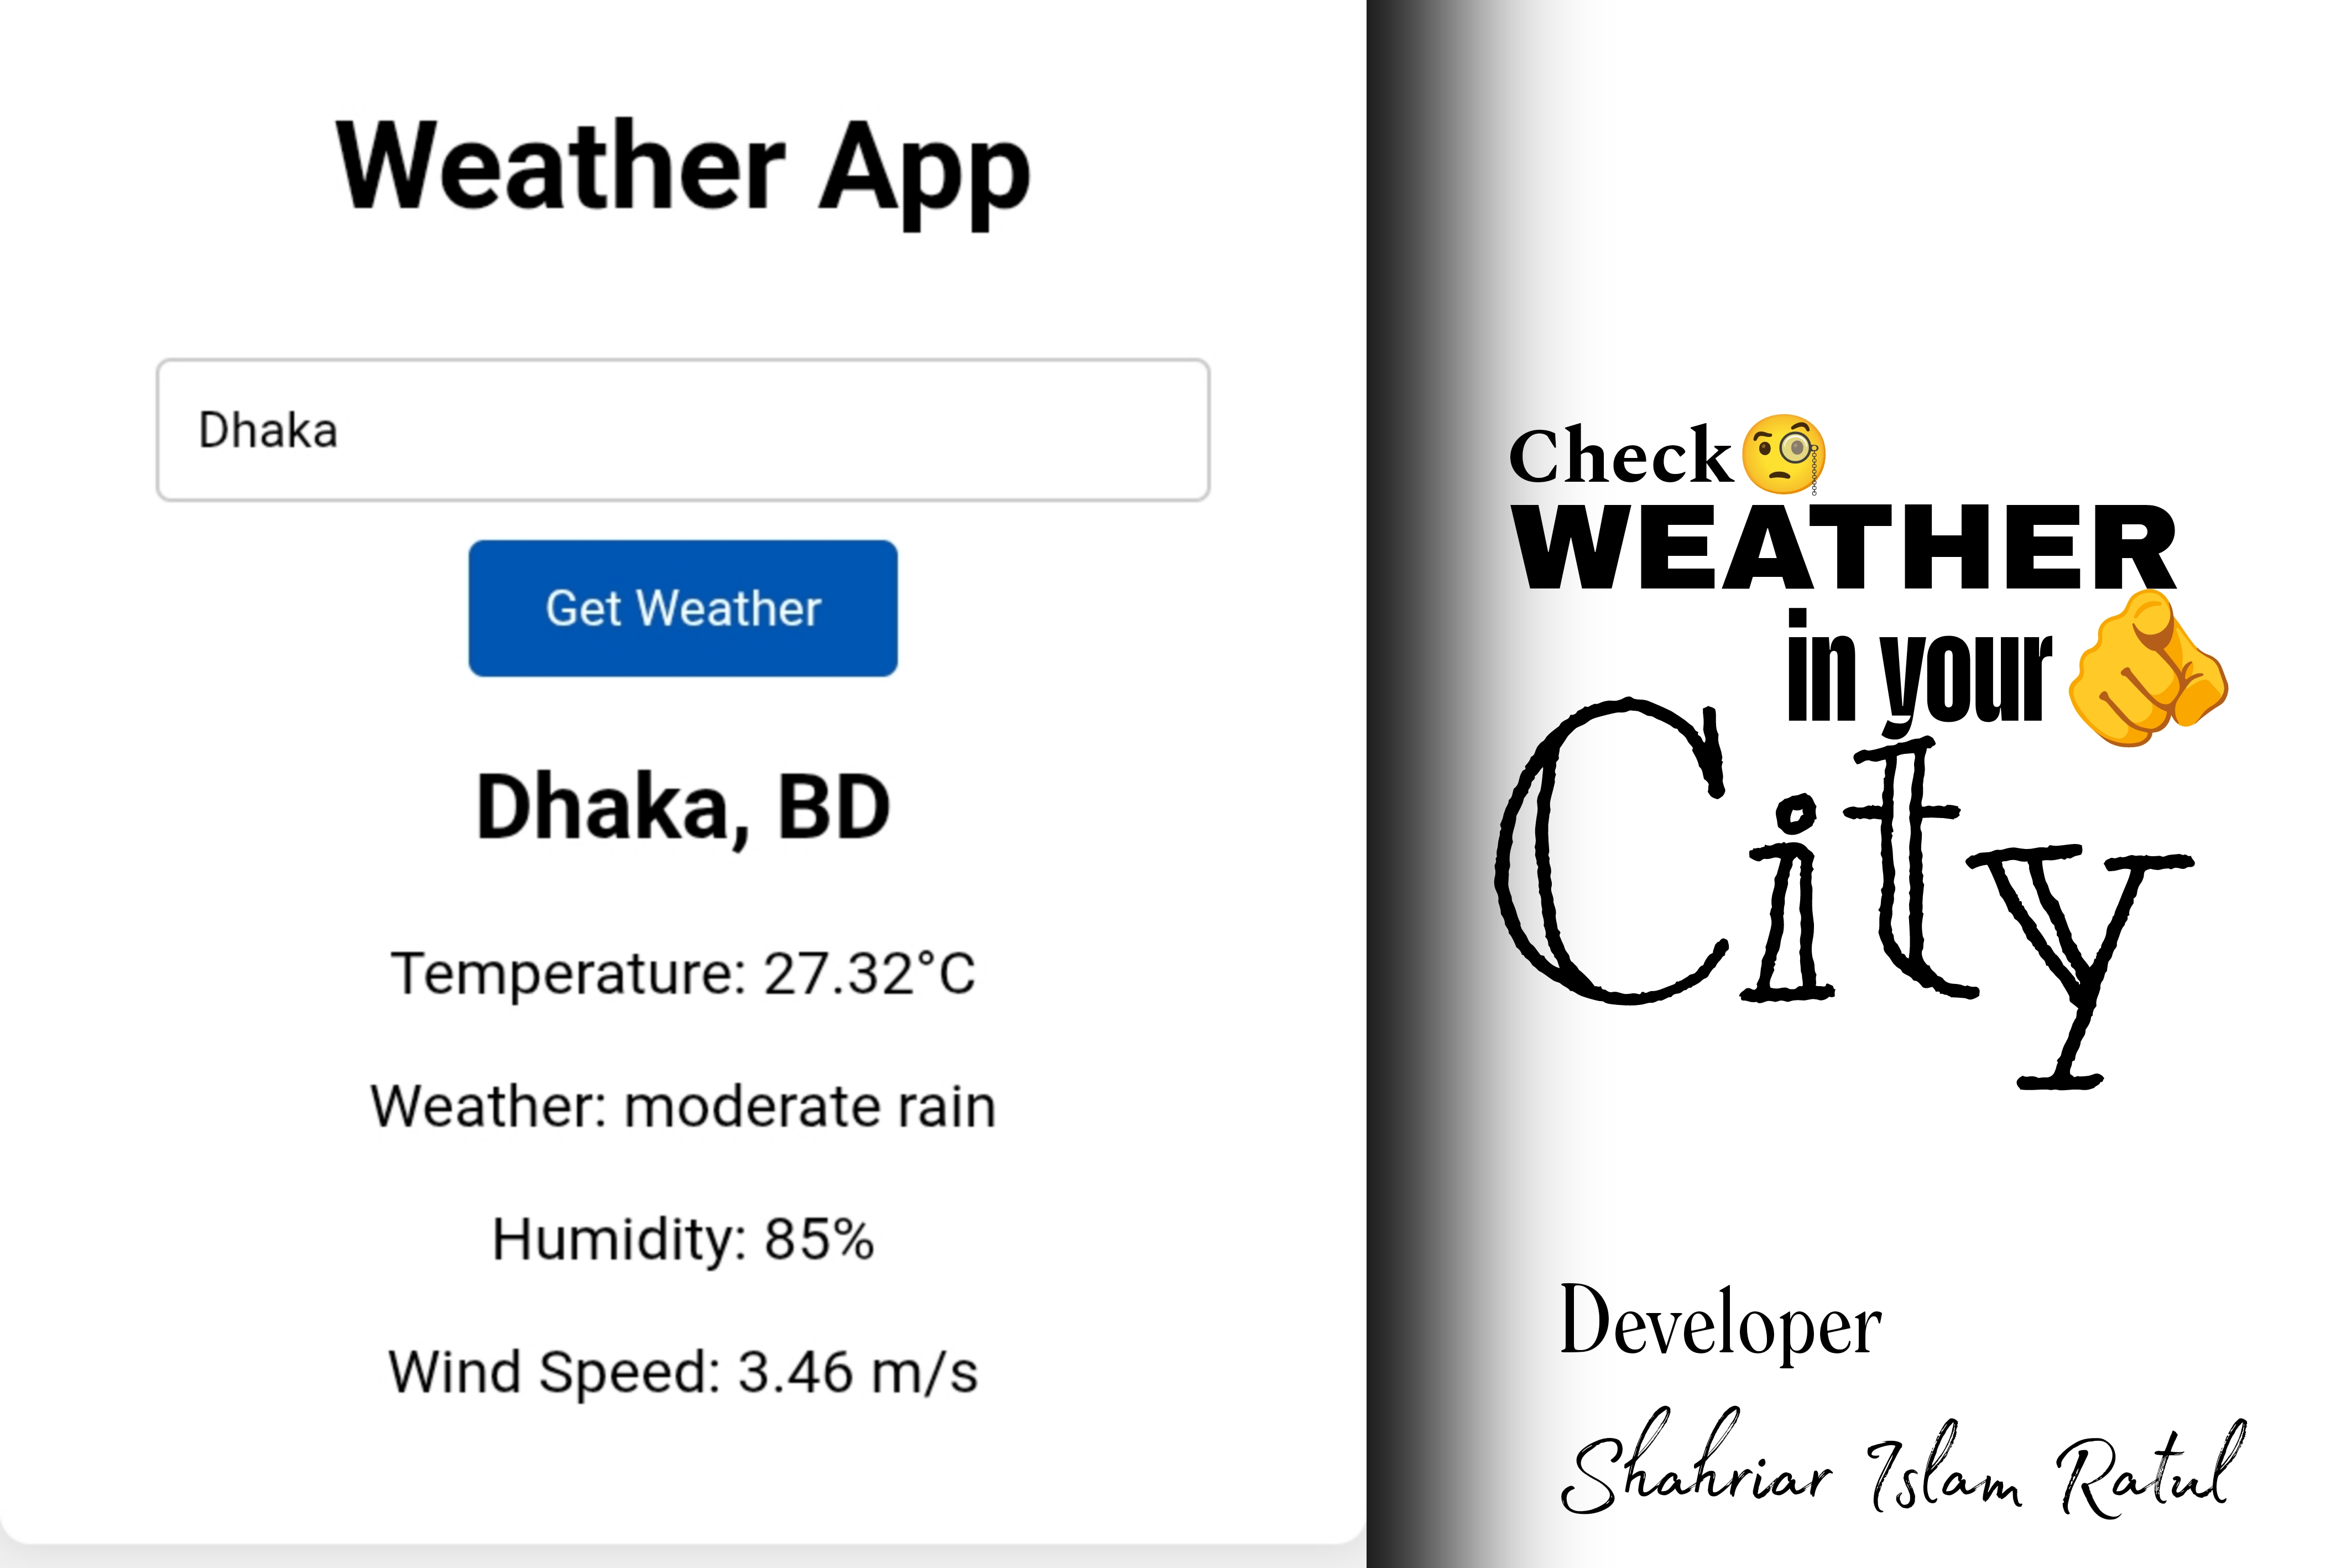 Weather App
Dhaka
Get Weather
Dhaka, BD
Temperature: 27.32°C
Weather: moderate rain
Humidity: 85%
Wind Speed: 3.46 m/s
Check🧐
WEATHER
in your🫵
City
Developer
Shahriar Islam Ratul